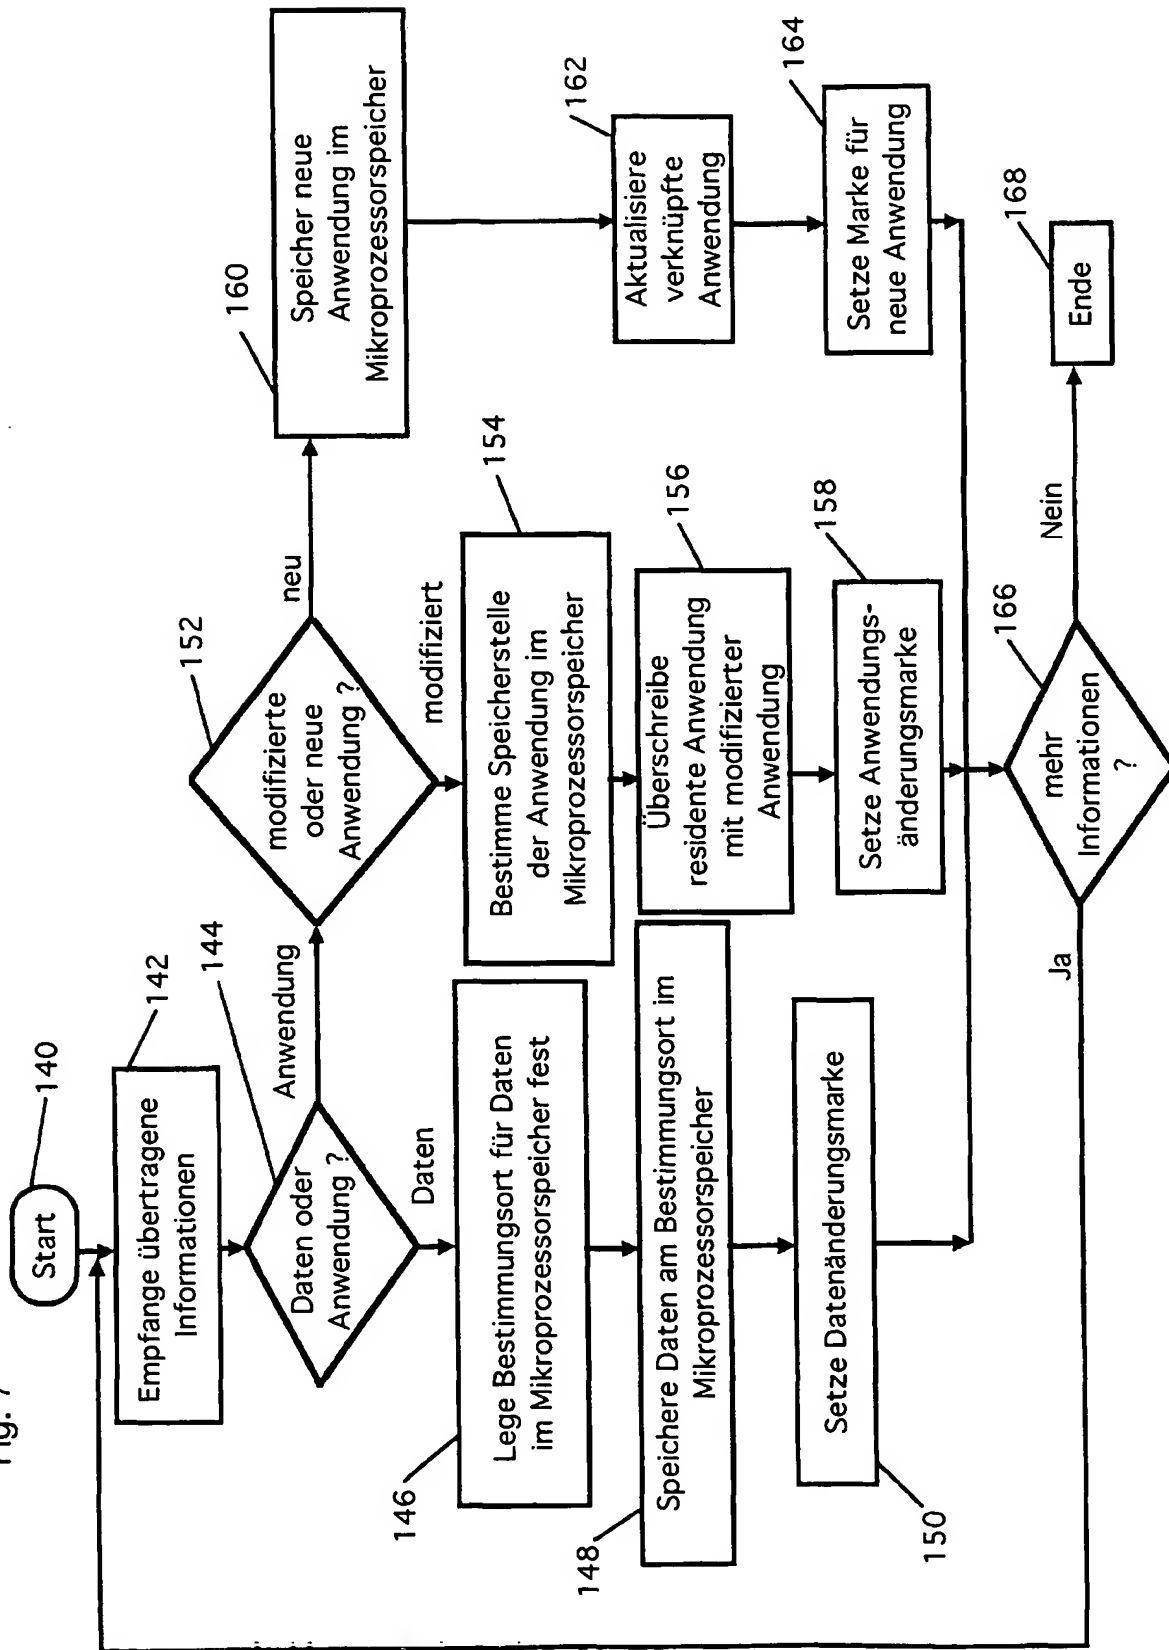 Fig. 7
Start
140
Empfange übertragene
Informationen
142
Daten oder
Anwendung ?
144
Anwendung
Daten
modifizierte
oder neue
Anwendung ?
152
neu
modifiziert
Speicher neue
Anwendung im
Mikroprozessorspeicher
160
Lege Bestimmungsort für Daten
im Mikroprozessorspeicher fest
146
Bestimme Speicherstelle
der Anwendung im
Mikroprozessorspeicher
154
Aktualisiere
verknüpfte
Anwendung
162
Speichere Daten am Bestimmungsort im
Mikroprozessorspeicher
148
Überschreibe
residente Anwendung
mit modifizierter
Anwendung
156
Setze Marke für
neue Anwendung
164
Setze Datenänderungsmarke
150
Setze Anwendungs-
änderungsmarke
158
mehr
Informationen
?
166
Ja
Nein
Ende
168